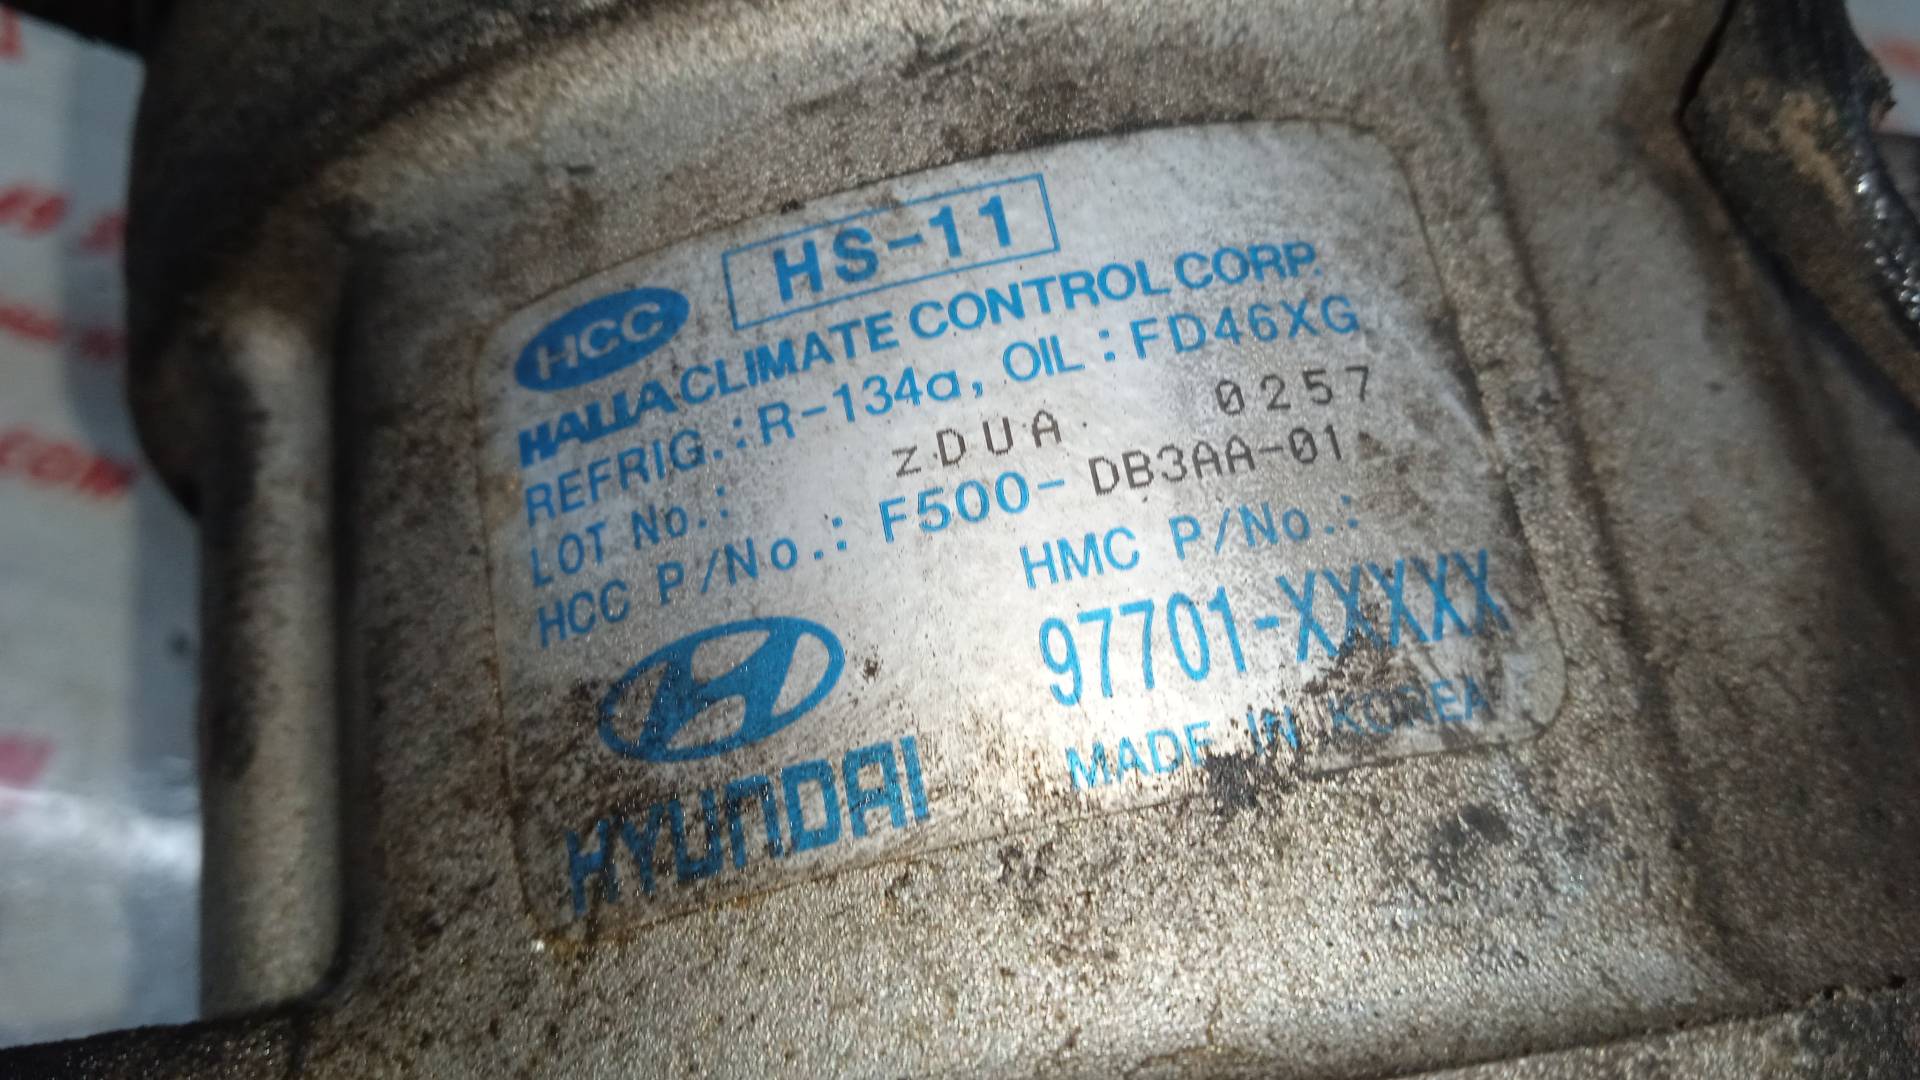 HCC HS-11
HALLA CLIMATE CONTROL CORP.
REFRIG.: R-134a, OIL: FD46XG
LOT No.: zDUA 0257
HCC P/No.: F500-DB3AA-01
HMC P/No.:
97701-XXXXX
HYUNDAI
MADE IN KOREA
COM